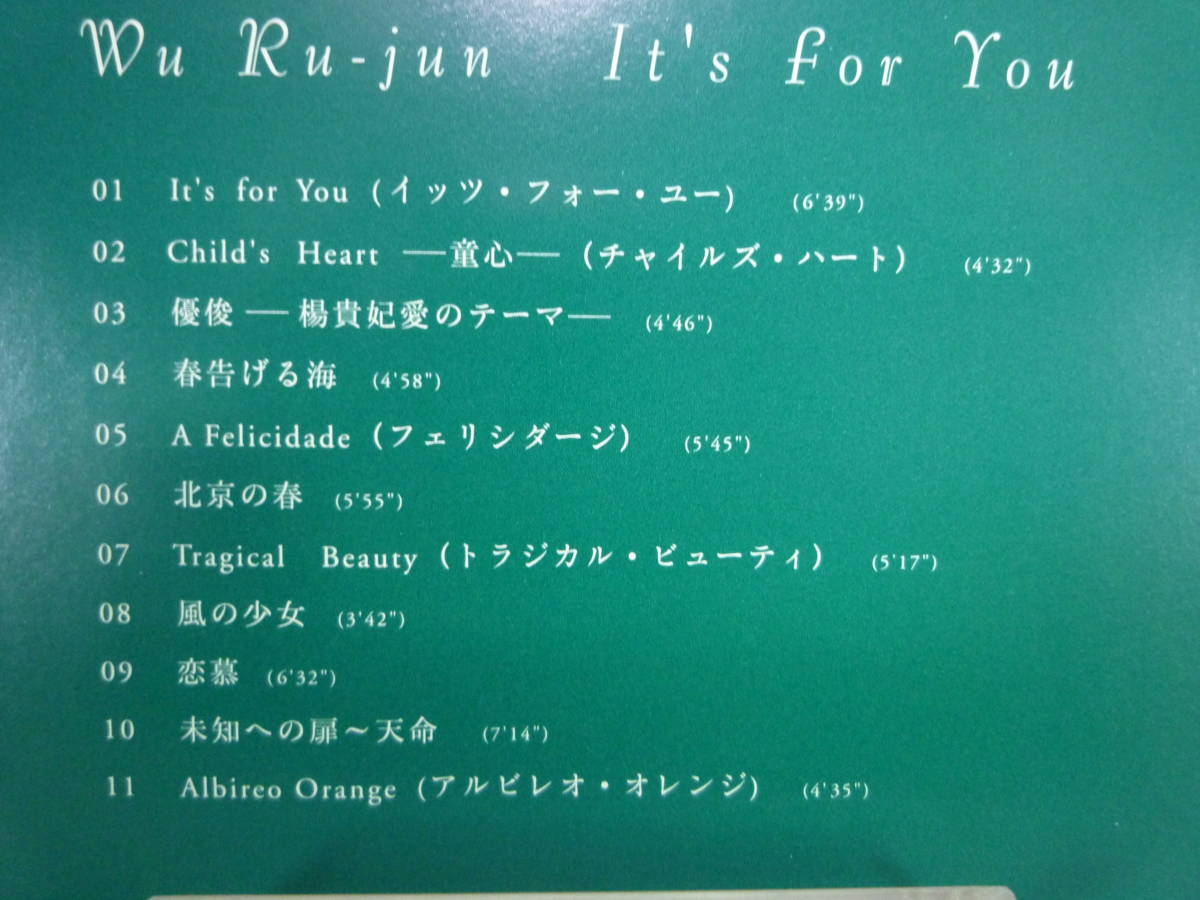 Wu Ru-jun It's for You
01 It's for You (イッツ・フォー・ユー) (6'39")
02 Child's Heart ―童心― (チャイルズ・ハート) (4'32")
03 優俊 ― 楊貴妃愛のテーマ― (4'46")
04 春告げる海 (4'58")
05 A Felicidade (フェリシダージ) (5'45")
06 北京の春 (5'55")
07 Tragical Beauty (トラジカル・ビューティ) (5'17")
08 風の少女 (3'42")
09 恋慕 (6'32")
10 未知への扉～天命 (7'14")
11 Albireo Orange (アルビレオ・オレンジ) (4'35")